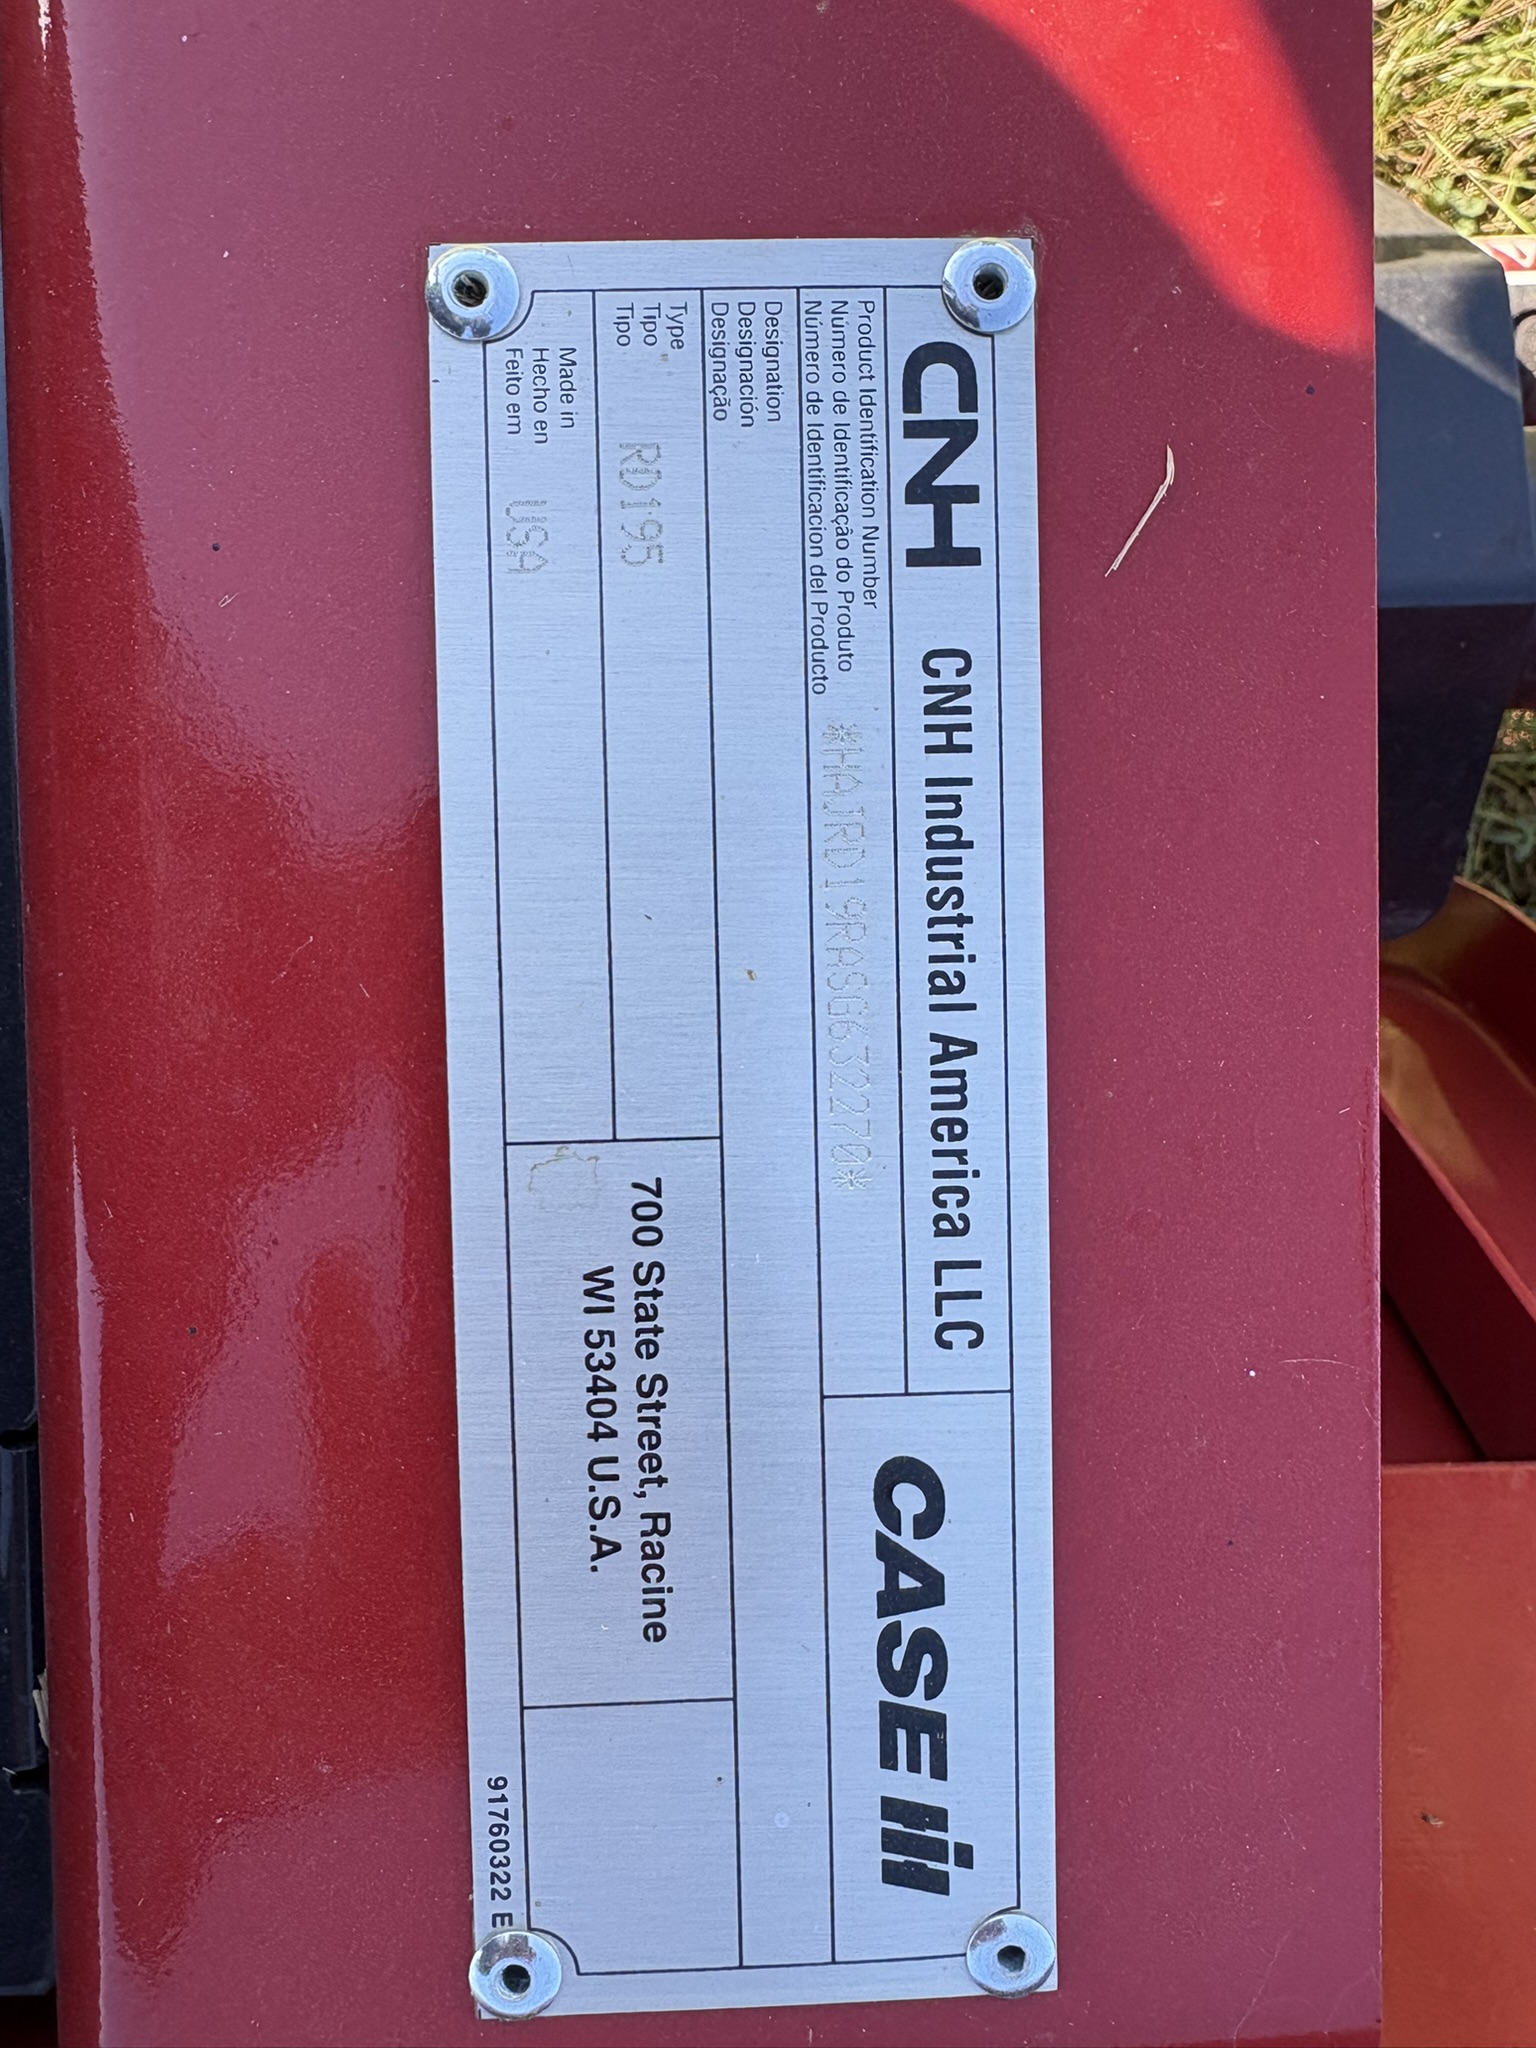 CNH CNH Industrial America LLC
CASE III
Product Identification Number
Número de Identificação do Produto
Número de Identificacion del Producto
*HAJRD19RASG632270*
Designation
Designación
Designação
Type
Tipo
Tipo
RD195
Made in
Hecho en
Feito em
USA
700 State Street, Racine
WI 53404 U.S.A.
91760322 E